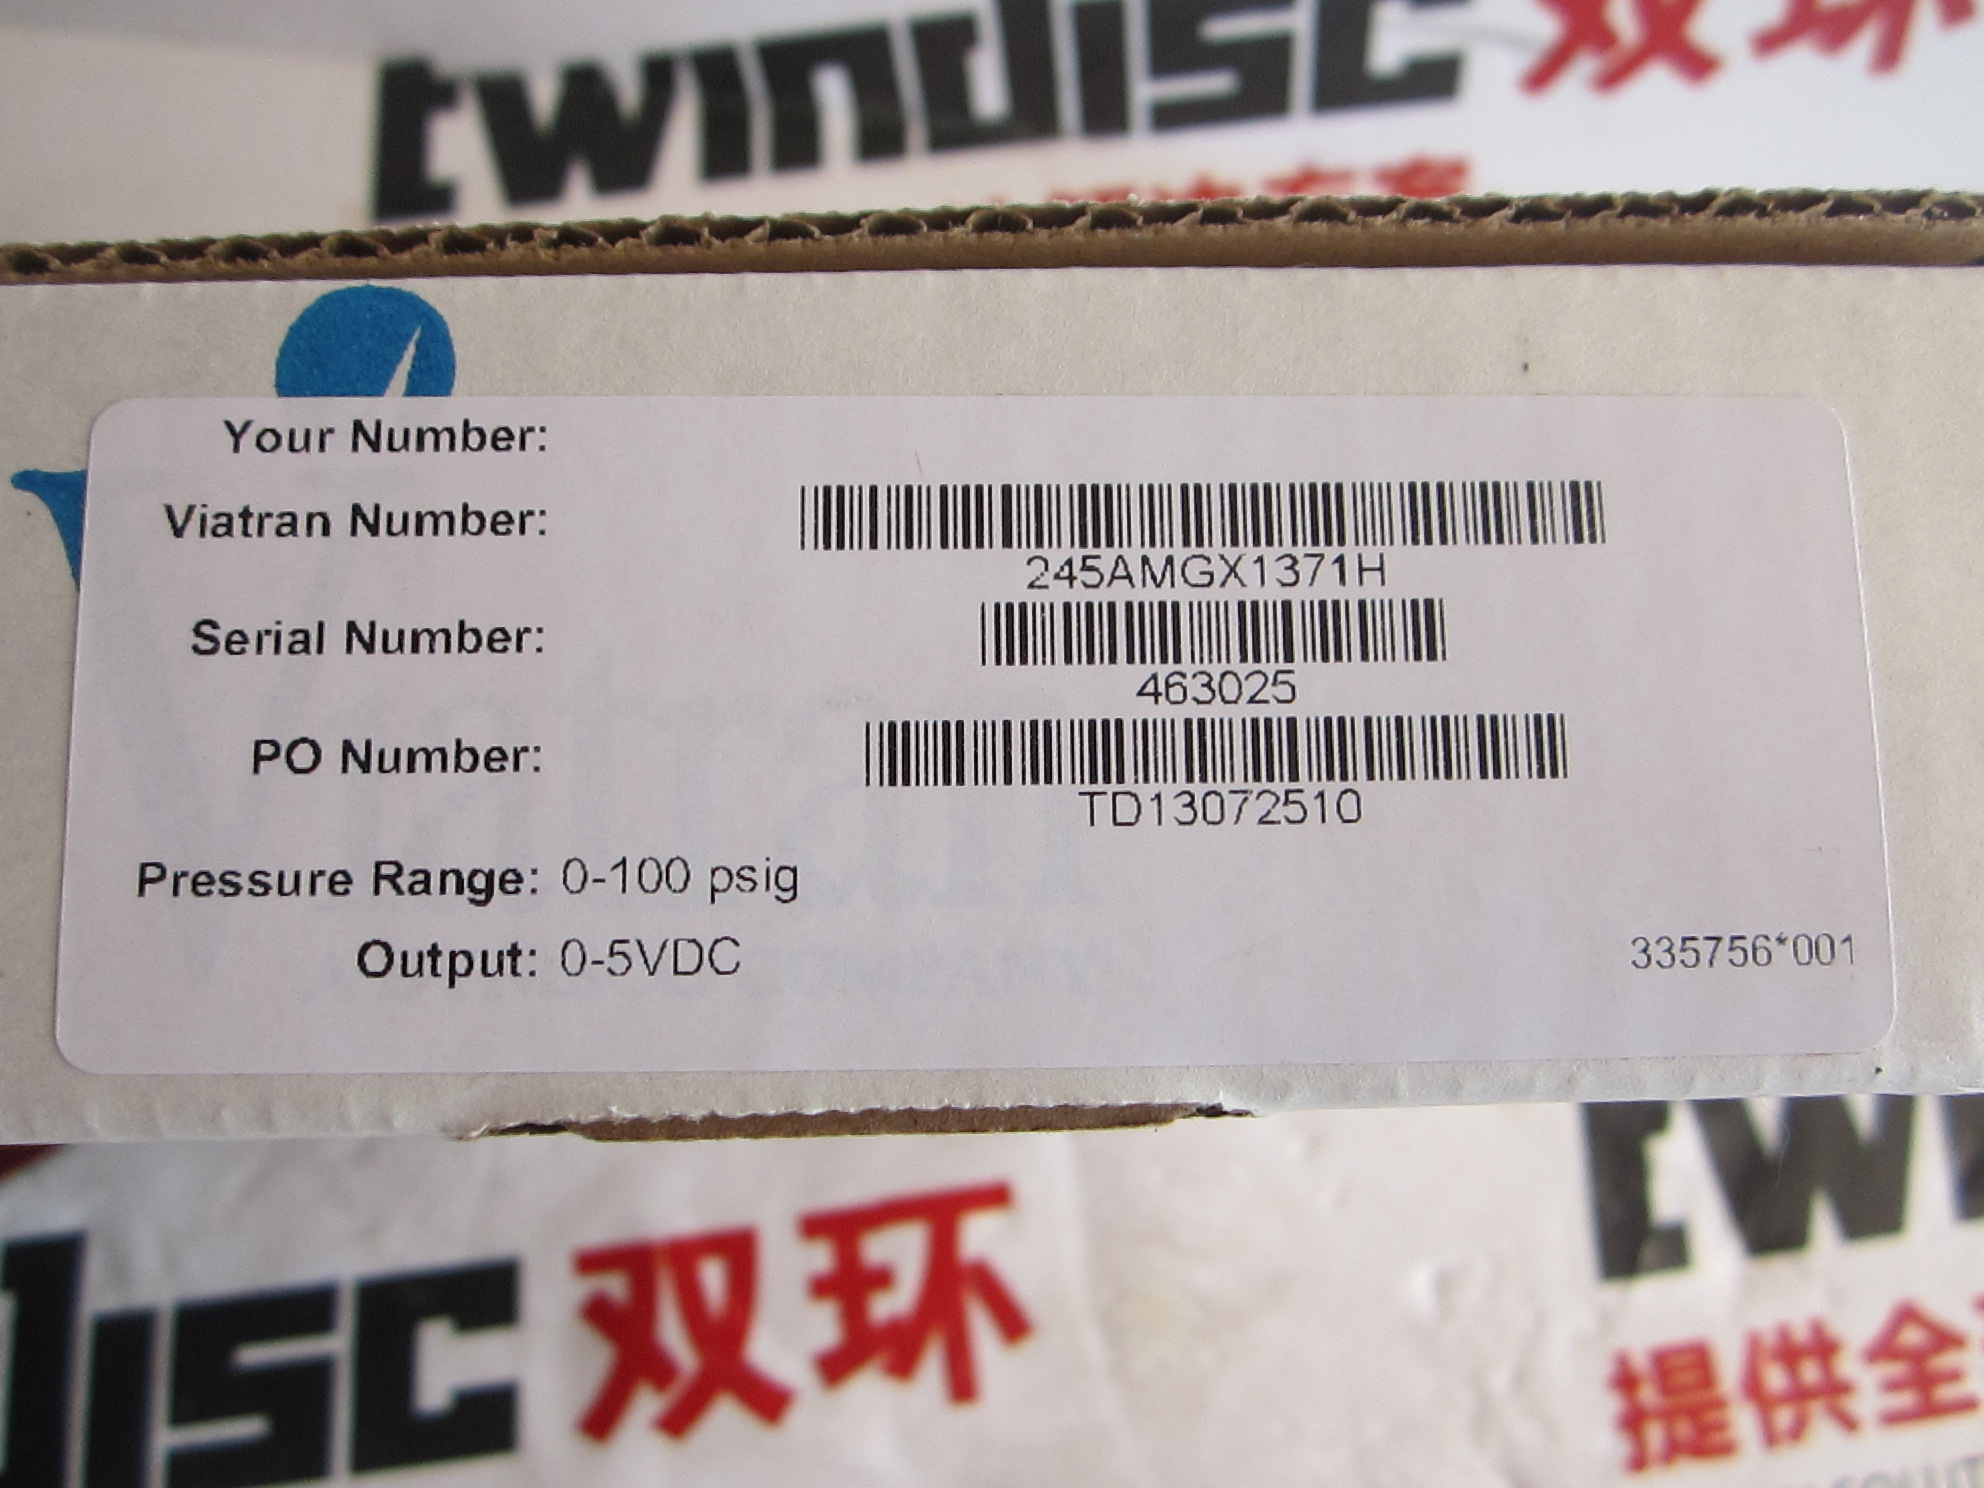 twindisc 双环
Your Number:
Viatran Number:
245AMGX1371H
Serial Number:
463025
PO Number:
TD13072510
Pressure Range: 0-100 psig
Output: 0-5VDC
335756*001
disc 双环
tw
提供全